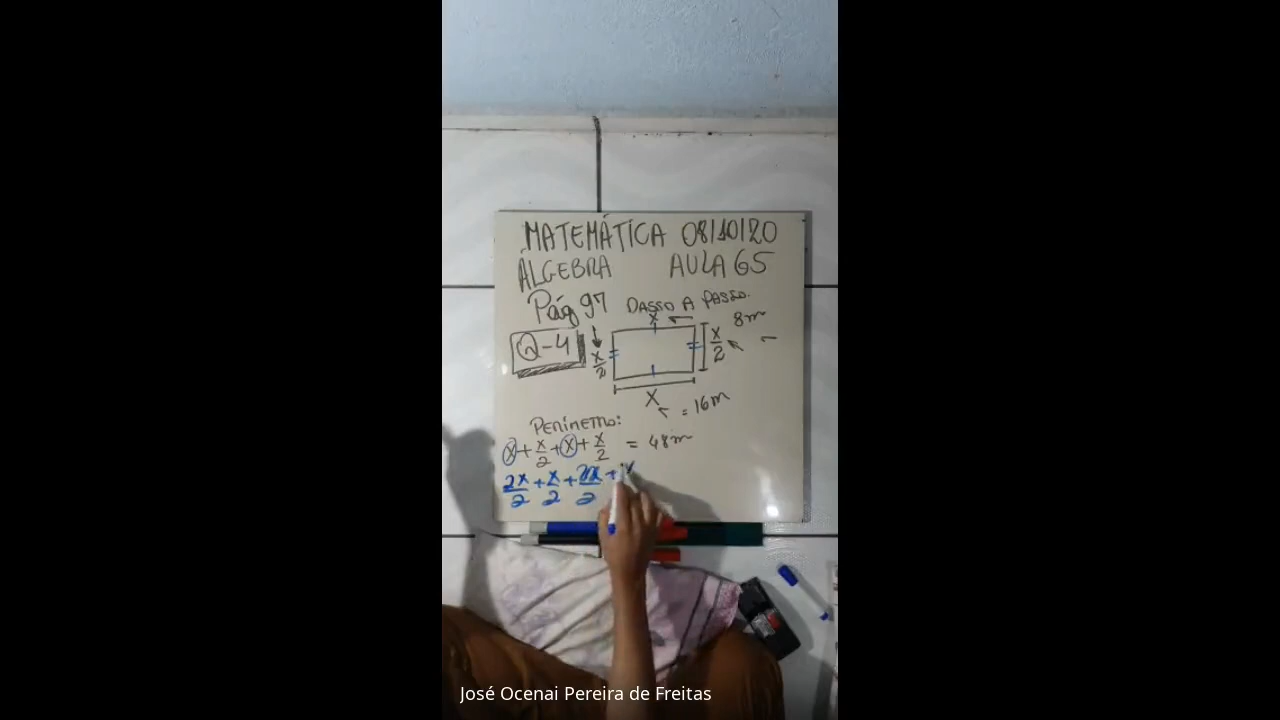 MATEMÁTICA 08/10/20
ÁLGEBRA AULA 65
Pág 97 PASSO A PASSO.
Q-4
x
8m
x/2
x/2
X = 16m
PERÍMETRO:
x + x/2 + x + x/2 = 48m
2x/2 + x/2 + 2x/2 + x
José Ocenai Pereira de Freitas